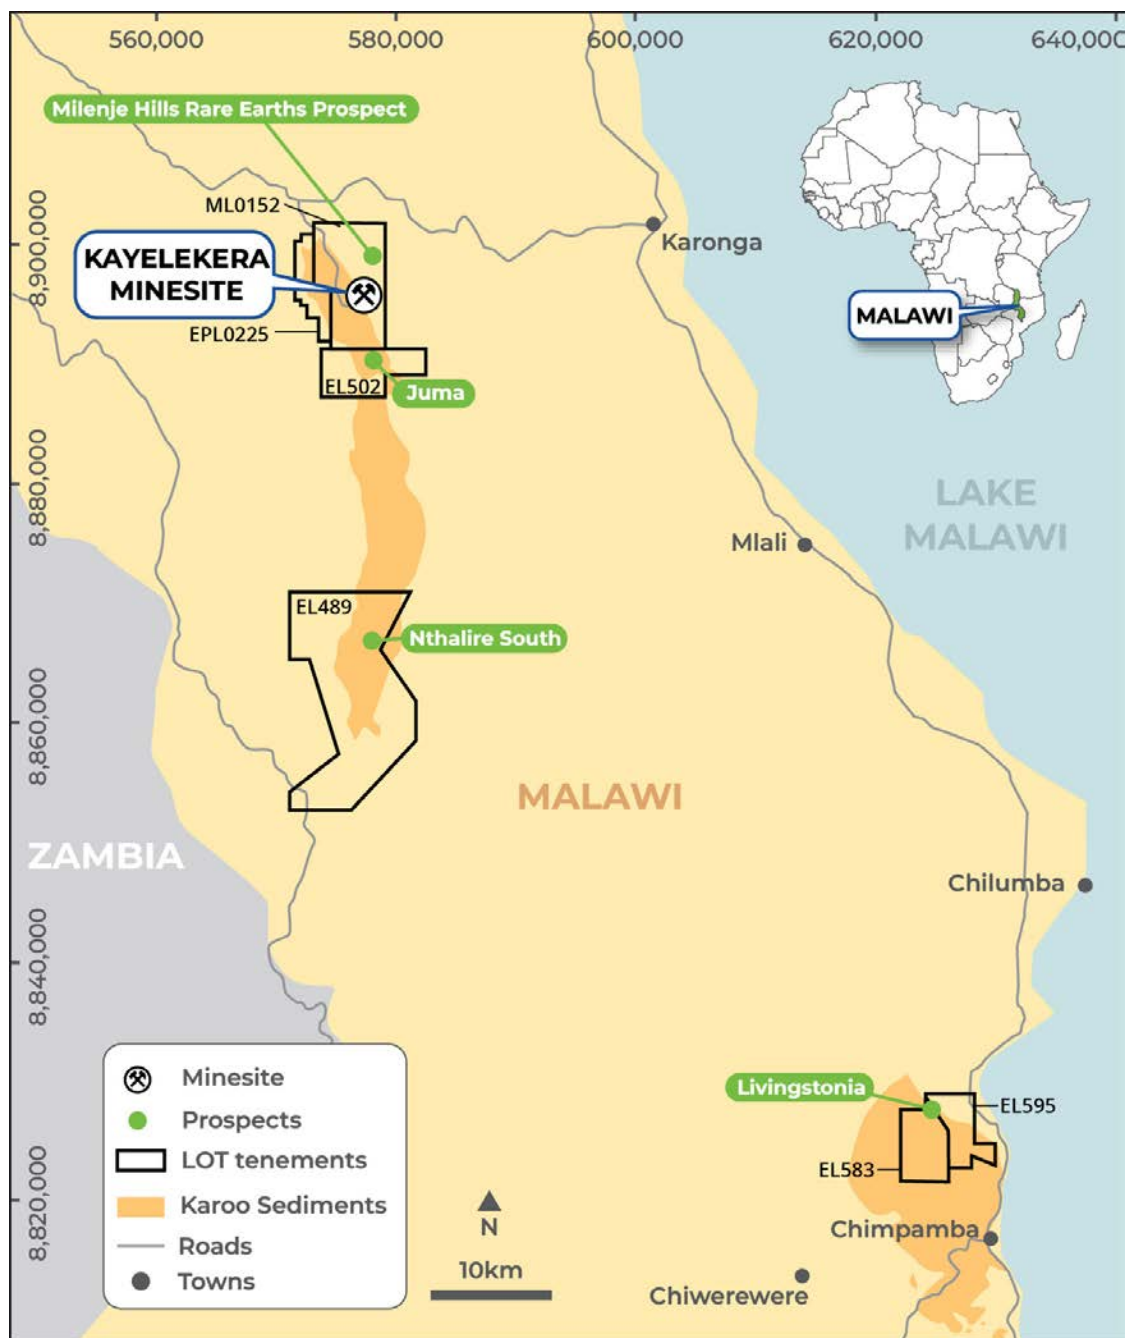 560,000
580,000
600,000
620,000
640,000
Milenje Hills Rare Earths Prospect
ML0152
8,900,000
KAYELEKERA
MINESITE
Karonga
MALAWI
EPL0225
EL502
Juma
8,880,000
LAKE
MALAWI
Mlali
EL489
Nthalire South
8,860,000
MALAWI
ZAMBIA
Chilumba
8,840,000
Minesite
Prospects
LOT tenements
Karoo Sediments
Roads
Towns
Livingstonia
EL595
EL583
8,820,000
N
10km
Chimpamba
Chiwerewere